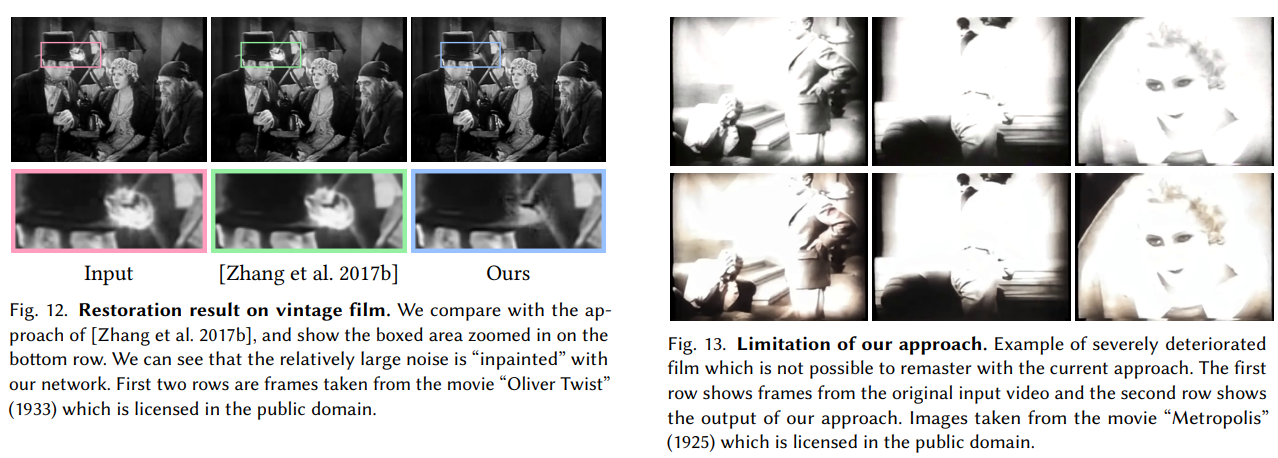 Input
[Zhang et al. 2017b]
Ours
Fig. 12. Restoration result on vintage film. We compare with the ap-
proach of [Zhang et al. 2017b], and show the boxed area zoomed in on the
bottom row. We can see that the relatively large noise is “inpainted” with
our network. First two rows are frames taken from the movie “Oliver Twist”
(1933) which is licensed in the public domain.
Fig. 13. Limitation of our approach. Example of severely deteriorated
film which is not possible to remaster with the current approach. The first
row shows frames from the original input video and the second row shows
the output of our approach. Images taken from the movie “Metropolis”
(1925) which is licensed in the public domain.